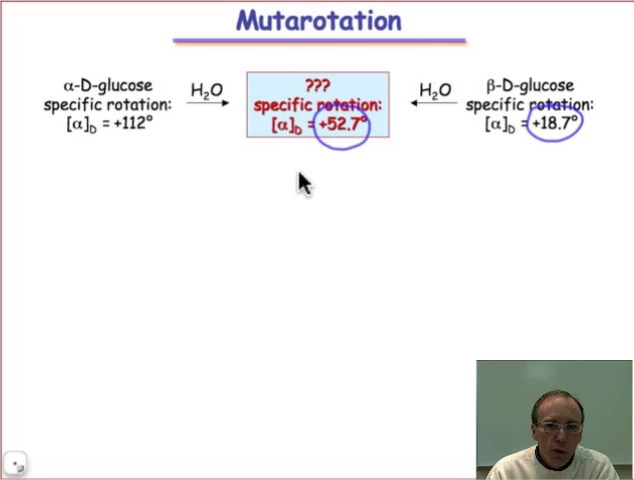 Mutarotation
α-D-glucose
specific rotation:
[α]D = +112°
H₂O
???
specific rotation:
[α]D = +52.7°
H₂O
β-D-glucose
specific rotation:
[α]D = +18.7°